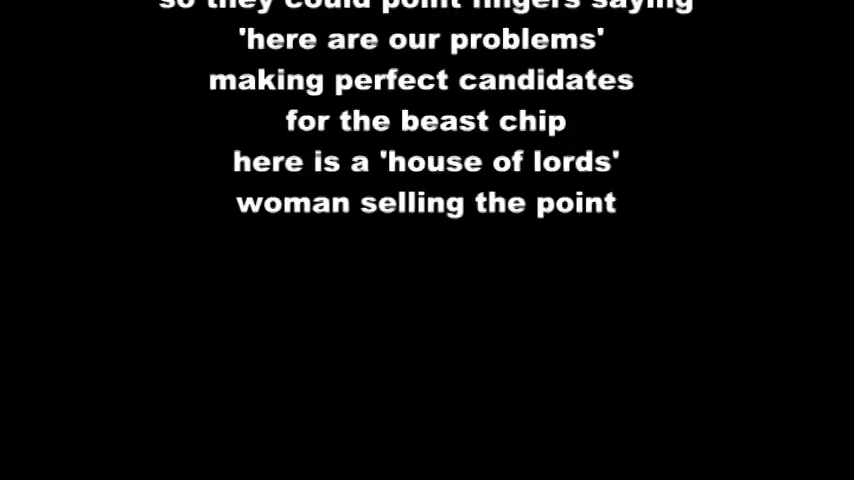 so they could point fingers saying
'here are our problems'
making perfect candidates
for the beast chip
here is a 'house of lords'
woman selling the point